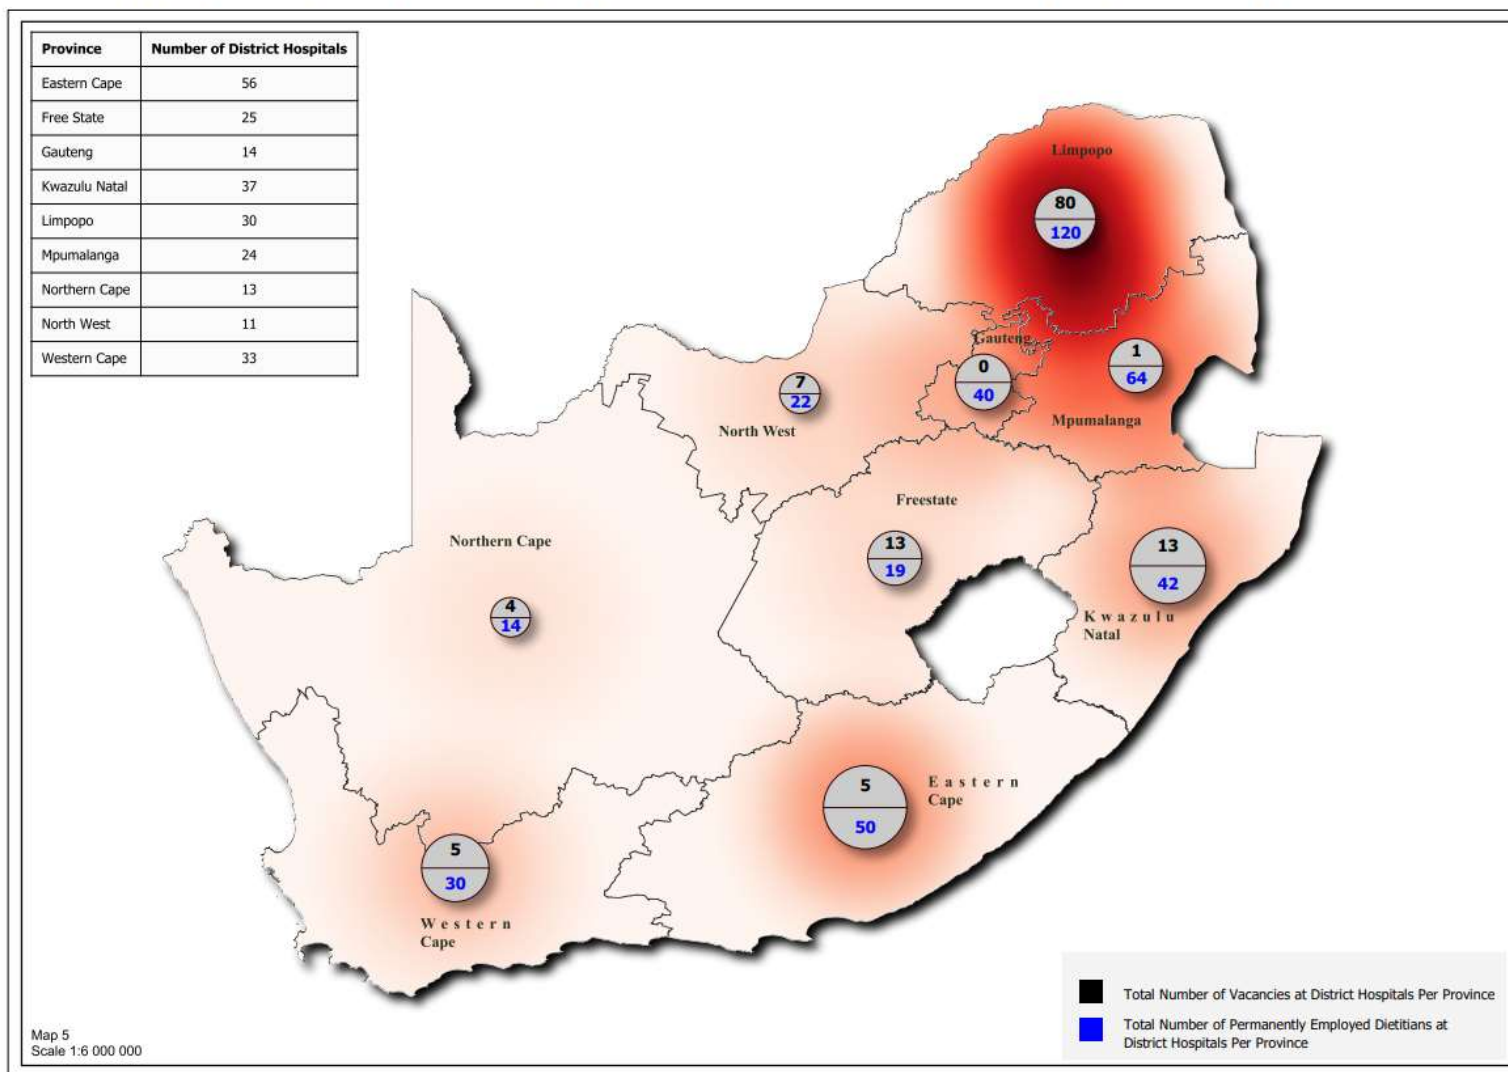 Province Number of District Hospitals
Eastern Cape 56
Free State 25
Gauteng 14
Kwazulu Natal 37
Limpopo 30
Mpumalanga 24
Northern Cape 13
North West 11
Western Cape 33
Limpopo
80
120
Gauteng
0
40
1
64
Mpumalanga
7
22
North West
Freestate
13
19
13
42
Kwazulu
Natal
Northern Cape
4
14
5
50
Eastern
Cape
5
30
Western
Cape
Total Number of Vacancies at District Hospitals Per Province
Total Number of Permanently Employed Dietitians at
District Hospitals Per Province
Map 5
Scale 1:6 000 000